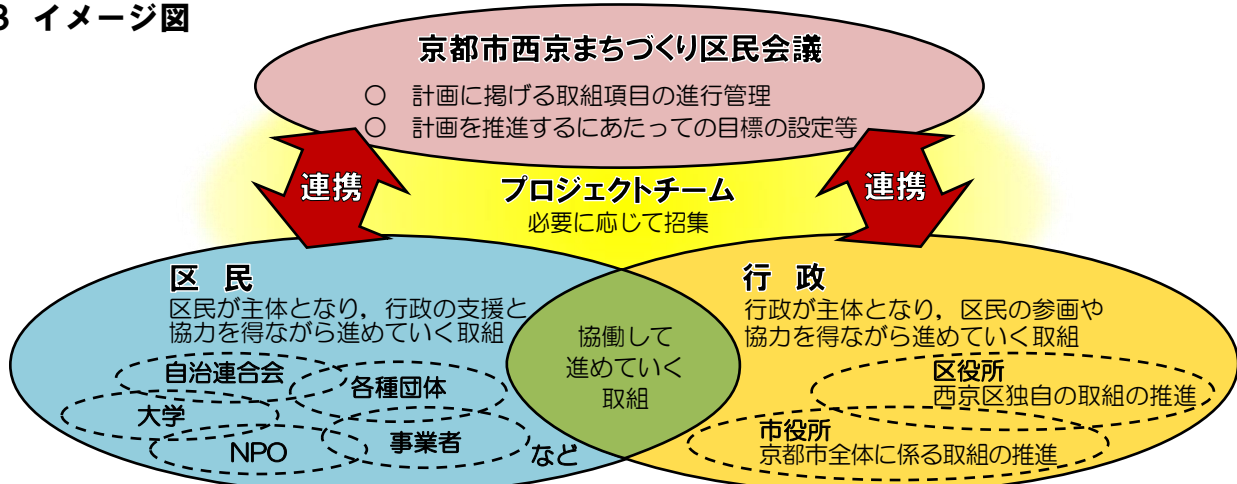 3 イメージ図
京都市西京まちづくり区民会議
○ 計画に掲げる取組項目の進行管理
○ 計画を推進するにあたっての目標の設定等
連携
連携
プロジェクトチーム
必要に応じて招集
区 民
区民が主体となり，行政の支援と
協力を得ながら進めていく取組
自治連合会
各種団体
大学
事業者
NPO
など
協働して
進めていく
取組
行 政
行政が主体となり，区民の参画や
協力を得ながら進めていく取組
区役所
西京区独自の取組の推進
市役所
京都市全体に係る取組の推進